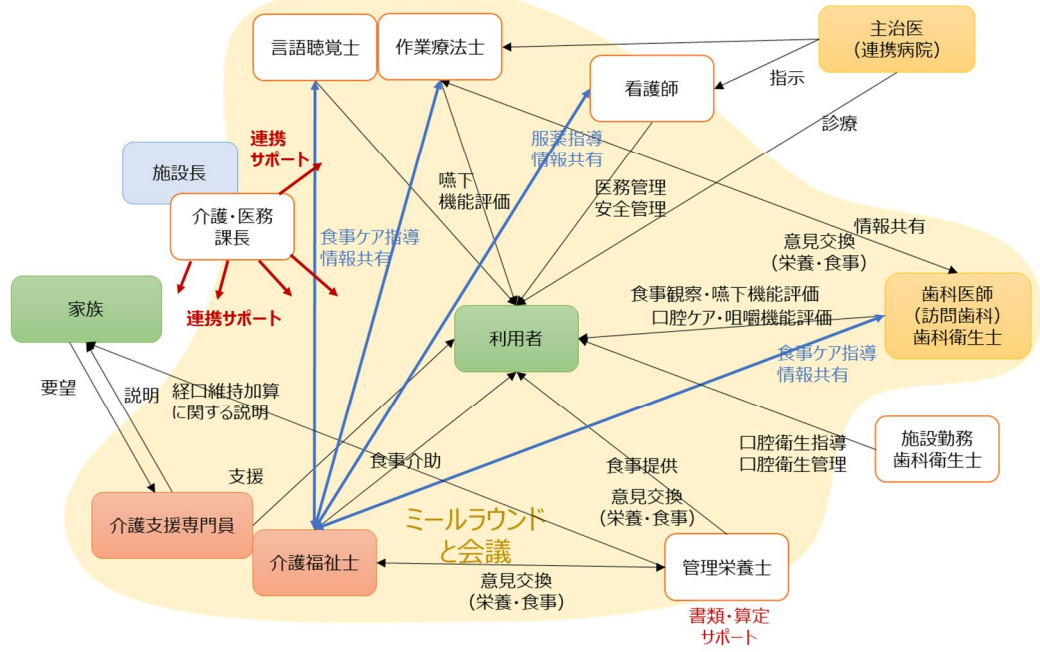 言語聴覚士
作業療法士
主治医
(連携病院)
看護師
指示
診療
連携
サポート
服薬指導
情報共有
施設長
介護・医務
課長
嚥下
機能評価
医務管理
安全管理
食事ケア指導
情報共有
情報共有
意見交換
(栄養・食事)
連携サポート
家族
利用者
食事観察・嚥下機能評価
口腔ケア・咀嚼機能評価
歯科医師
(訪問歯科)
歯科衛生士
食事ケア指導
情報共有
要望
説明
経口維持加算
に関する説明
施設勤務
歯科衛生士
口腔衛生指導
口腔衛生管理
支援
食事介助
食事提供
意見交換
(栄養・食事)
介護支援専門員
ミールラウンド
と会議
介護福祉士
意見交換
(栄養・食事)
管理栄養士
書類・算定
サポート